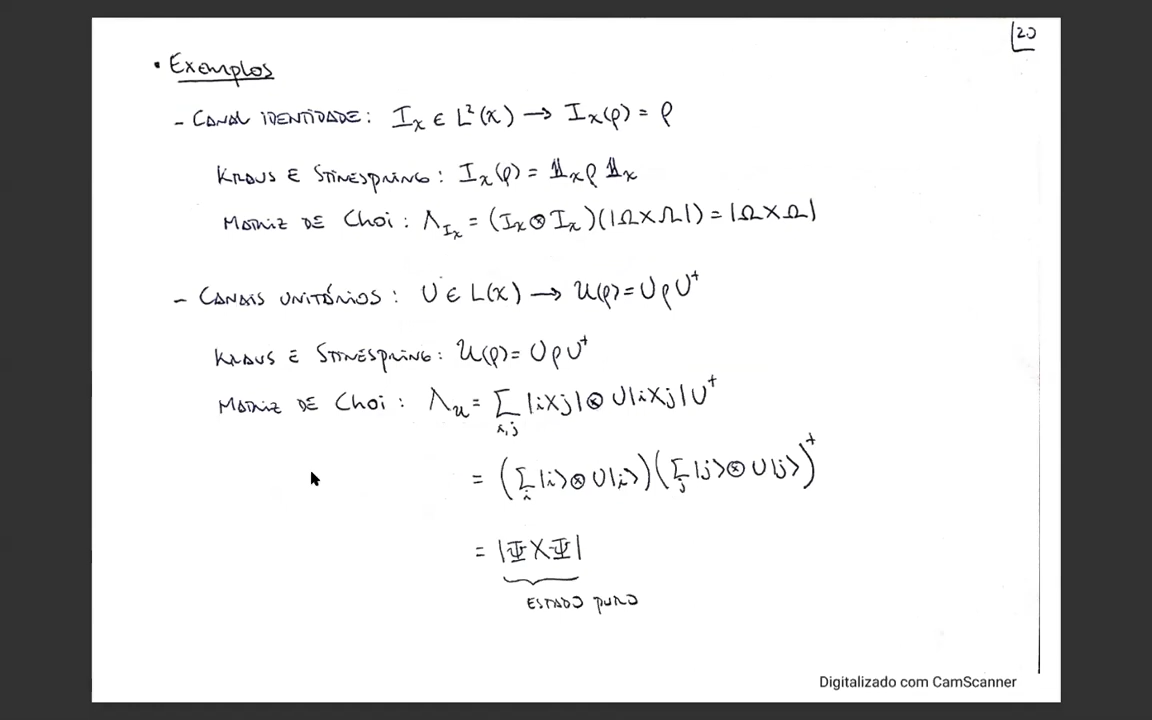 20
• Exemplos
- CANAL IDENTIDADE: I_X ∈ L²(X) → I_X(ρ) = ρ
KRAUS E STINESPRING: I_X(ρ) = 𝟙_X ρ 𝟙_X
MATRIZ DE CHOI: Λ_{I_X} = (I_X ⊗ I_X)(|Ω⟩⟨Ω|) = |Ω⟩⟨Ω|
- CANAIS UNITÁRIOS: U ∈ L(X) → 𝒰(ρ) = UρU†
KRAUS E STINESPRING: 𝒰(ρ) = UρU†
MATRIZ DE CHOI: Λ_𝒰 = Σ_{i,j} |i⟩⟨j| ⊗ U|i⟩⟨j|U†
= (Σ_i |i⟩ ⊗ U|i⟩)(Σ_j |j⟩ ⊗ U|j⟩)†
= |Ψ⟩⟨Ψ|
ESTADO PURO
Digitalizado com CamScanner